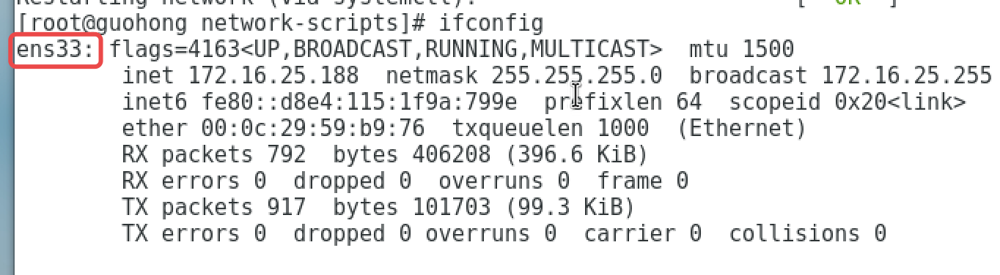 Restarting network (via systemctl):                        [  OK  ]
[root@guohong network-scripts]# ifconfig
ens33: flags=4163<UP,BROADCAST,RUNNING,MULTICAST>  mtu 1500
        inet 172.16.25.188  netmask 255.255.255.0  broadcast 172.16.25.255
        inet6 fe80::d8e4:115:1f9a:799e  prefixlen 64  scopeid 0x20<link>
        ether 00:0c:29:59:b9:76  txqueuelen 1000  (Ethernet)
        RX packets 792  bytes 406208 (396.6 KiB)
        RX errors 0  dropped 0  overruns 0  frame 0
        TX packets 917  bytes 101703 (99.3 KiB)
        TX errors 0  dropped 0 overruns 0  carrier 0  collisions 0